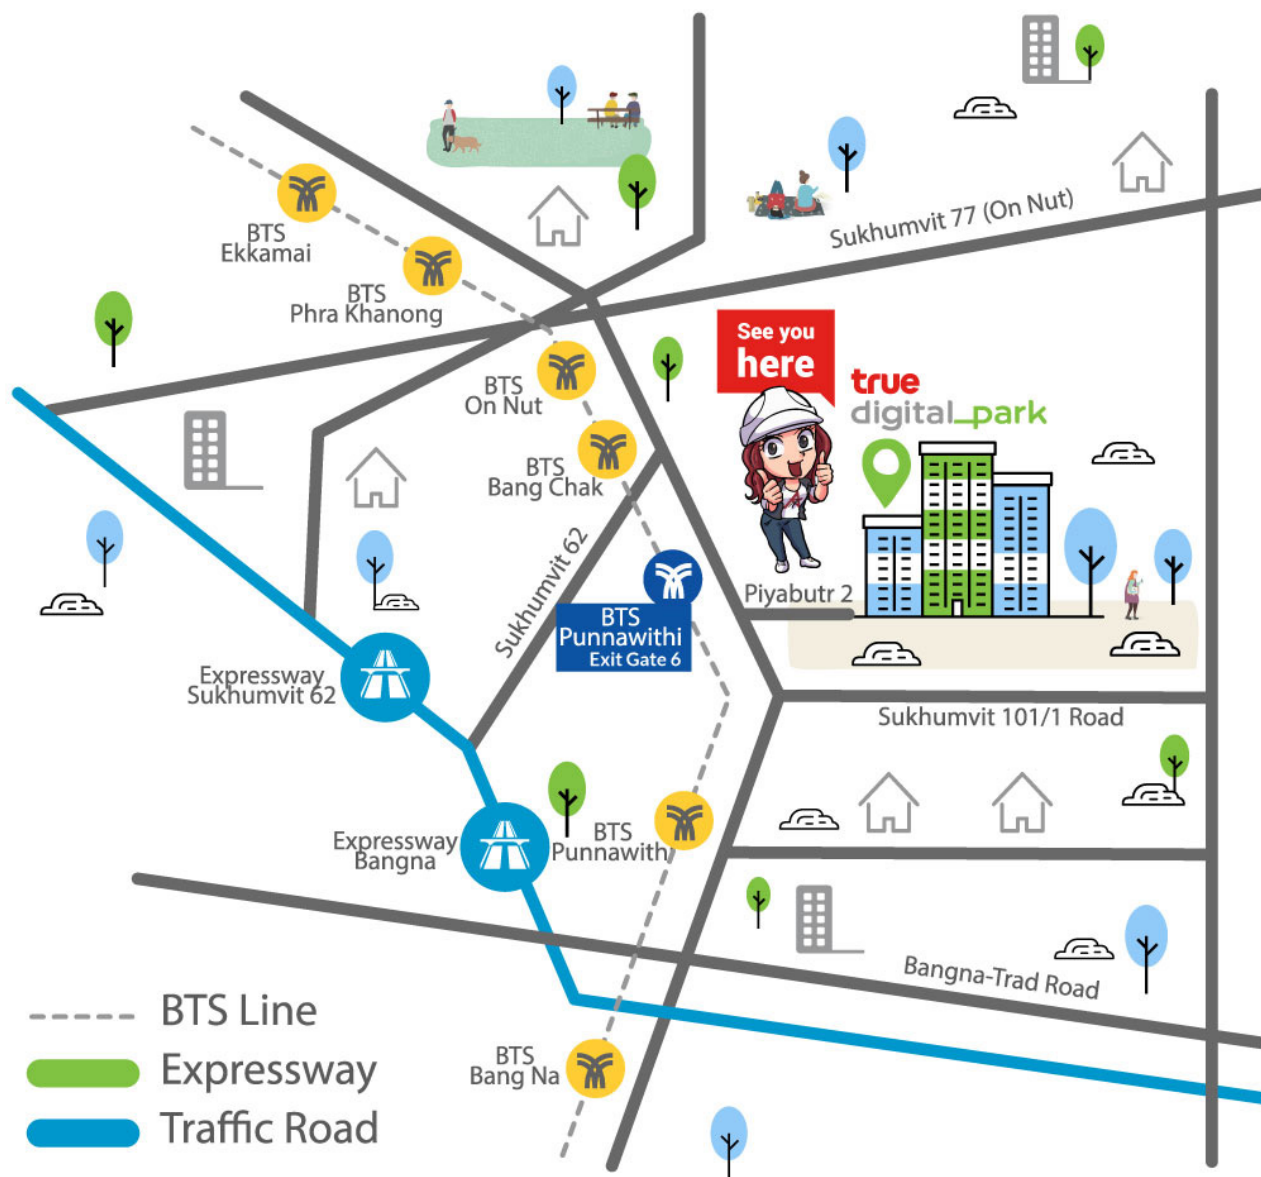 BTS
Ekkamai
BTS
Phra Khanong
Sukhumvit 77 (On Nut)
See you
here
true
digital_park
BTS
On Nut
BTS
Bang Chak
Sukhumvit 62
BTS
Punnawithi
Exit Gate 6
Piyabutr 2
Expressway
Sukhumvit 62
Sukhumvit 101/1 Road
Expressway
Bangna
BTS
Punnawith
Bangna-Trad Road
BTS
Bang Na
BTS Line
Expressway
Traffic Road